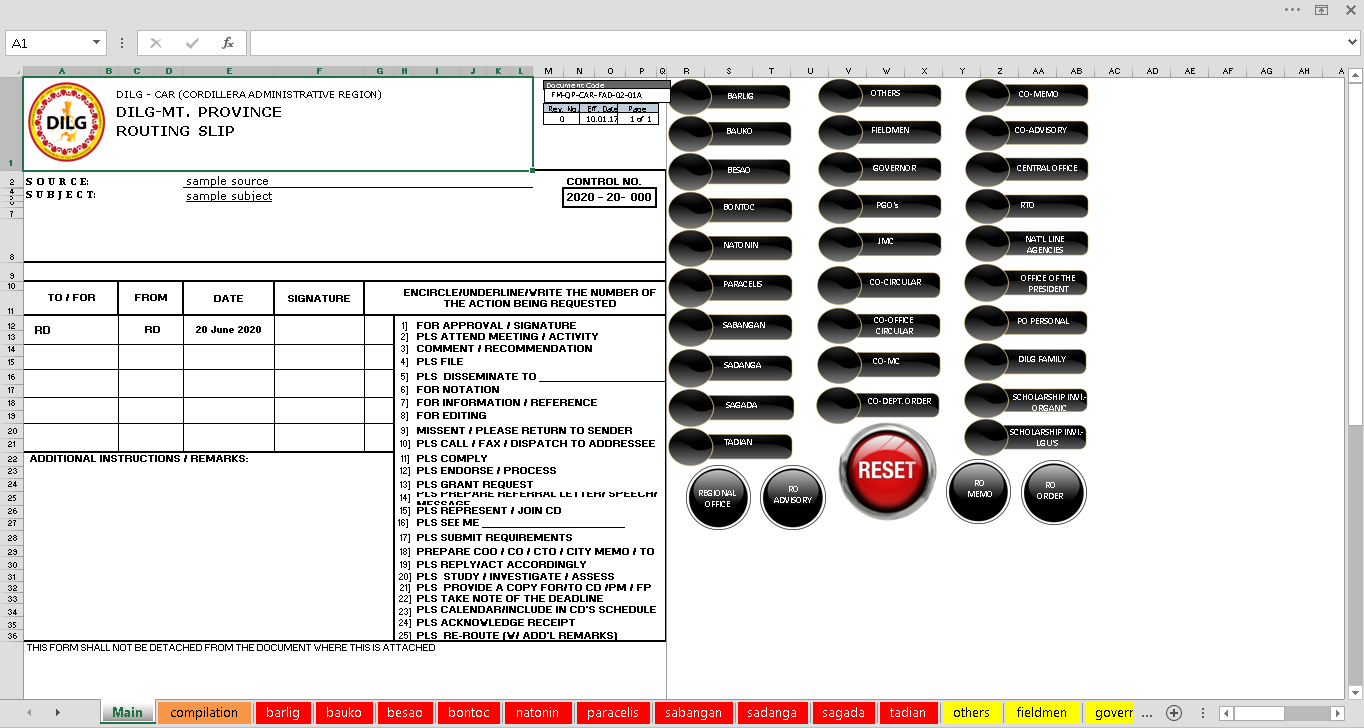 A1
fx
A B C D E F G H I J K L M N O P Q R S T U V W X Y Z AA AB AC AD AE AF AG AH
DILG
DILG - CAR (CORDILLERA ADMINISTRATIVE REGION)
DILG-MT. PROVINCE
ROUTING SLIP
Document Code
FM-QP-CAR-FAD-02-01A
Rev. No. Eff. Date Page
0 10.01.17 1 of 1
SOURCE: sample source
SUBJECT: sample subject
CONTROL NO.
2020 - 20- 000
TO / FOR FROM DATE SIGNATURE
ENCIRCLE/UNDERLINE/WRITE THE NUMBER OF
THE ACTION BEING REQUESTED
RD RD 20 June 2020
1] FOR APPROVAL / SIGNATURE
2] PLS ATTEND MEETING / ACTIVITY
3] COMMENT / RECOMMENDATION
4] PLS FILE
5] PLS DISSEMINATE TO
6] FOR NOTATION
7] FOR INFORMATION / REFERENCE
8] FOR EDITING
9] MISSENT / PLEASE RETURN TO SENDER
10] PLS CALL / FAX / DISPATCH TO ADDRESSEE
ADDITIONAL INSTRUCTIONS / REMARKS:
11] PLS COMPLY
12] PLS ENDORSE / PROCESS
13] PLS GRANT REQUEST
14] PLS PREPARE REFERRAL LETTER/ SPEECH/
MESSAGE
15] PLS REPRESENT / JOIN CD
16] PLS SEE ME
17] PLS SUBMIT REQUIREMENTS
18] PREPARE COO / CO / CTO / CITY MEMO / TO
19] PLS REPLY/ACT ACCORDINGLY
20] PLS STUDY / INVESTIGATE / ASSESS
21] PLS PROVIDE A COPY FOR/TO CD /PM / FP
22] PLS TAKE NOTE OF THE DEADLINE
23] PLS CALENDAR/INCLUDE IN CD'S SCHEDULE
24] PLS ACKNOWLEDGE RECEIPT
25] PLS RE-ROUTE (W/ ADD'L REMARKS)
THIS FORM SHALL NOT BE DETACHED FROM THE DOCUMENT WHERE THIS IS ATTACHED
BARLIG
BAUKO
BESAO
BONTOC
NATONIN
PARACELIS
SABANGAN
SADANGA
SAGADA
TADIAN
OTHERS
FIELDMEN
GOVERNOR
PGO's
JMC
CO-CIRCULAR
CO-OFFICE
CIRCULAR
CO-MC
CO-DEPT. ORDER
CO-MEMO
CO-ADVISORY
CENTRAL OFFICE
RTO
NAT'L LINE
AGENCIES
OFFICE OF THE
PRESIDENT
PO PERSONAL
DILG FAMILY
SCHOLARSHIP INVI.-
ORGANIC
SCHOLARSHIP INVI.-
LGU'S
REGIONAL
OFFICE
RO
ADVISORY
RESET
RO
MEMO
RO
ORDER
Main compilation barlig bauko besao bontoc natonin paracelis sabangan sadanga sagada tadian others fieldmen goverr ...